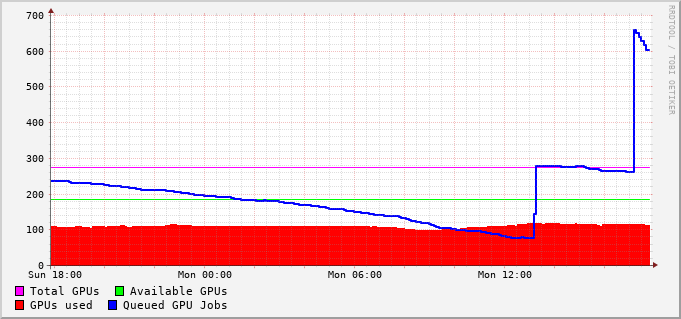 700
600
500
400
300
200
100
0
Sun 18:00 Mon 00:00 Mon 06:00 Mon 12:00
Total GPUs Available GPUs
GPUs used Queued GPU Jobs
RRDTOOL / TOBI OETIKER